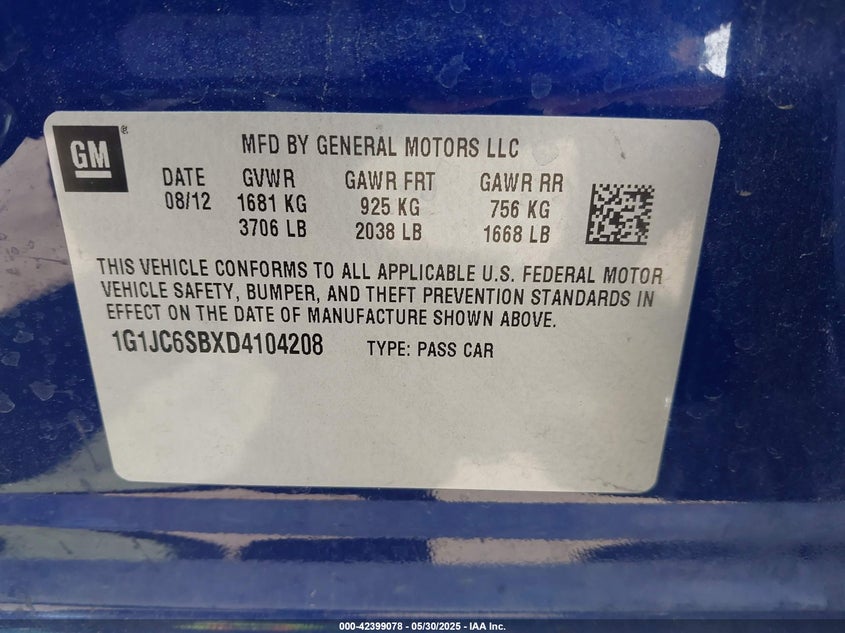 GM®
MFD BY GENERAL MOTORS LLC
DATE GVWR GAWR FRT GAWR RR
08/12 1681 KG 925 KG 756 KG
3706 LB 2038 LB 1668 LB
THIS VEHICLE CONFORMS TO ALL APPLICABLE U.S. FEDERAL MOTOR
VEHICLE SAFETY, BUMPER, AND THEFT PREVENTION STANDARDS IN
EFFECT ON THE DATE OF MANUFACTURE SHOWN ABOVE.
1G1JC6SBXD4104208 TYPE: PASS CAR
000-42399078 - 05/30/2025 - IAA Inc.